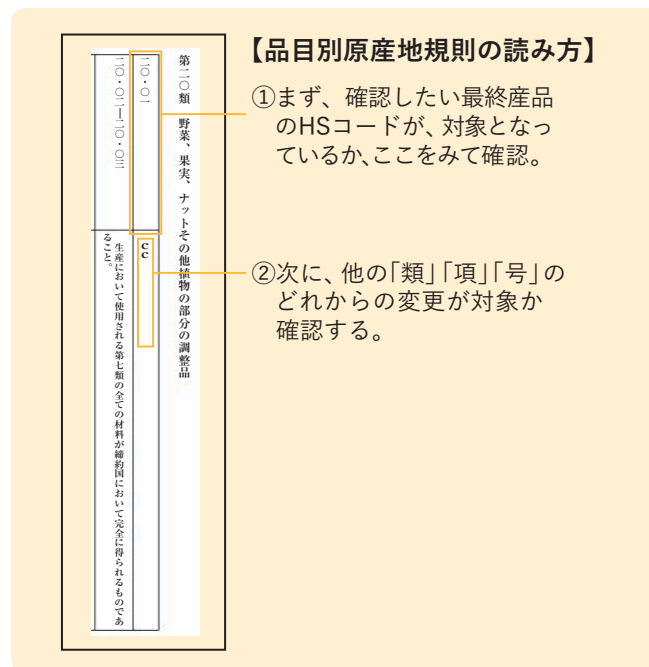 【品目別原産地規則の読み方】
①まず、確認したい最終産品
のHSコードが、対象となっ
ているか、ここをみて確認。
②次に、他の「類」「項」「号」の
どれからの変更が対象か
確認する。
第二〇類 野菜、果実、ナットその他植物の部分の調整品
二〇・〇一
CC
二〇・〇二―二〇・〇三
生産において使用される第七類の全ての材料が締約国において完全に得られるものであ
ること。